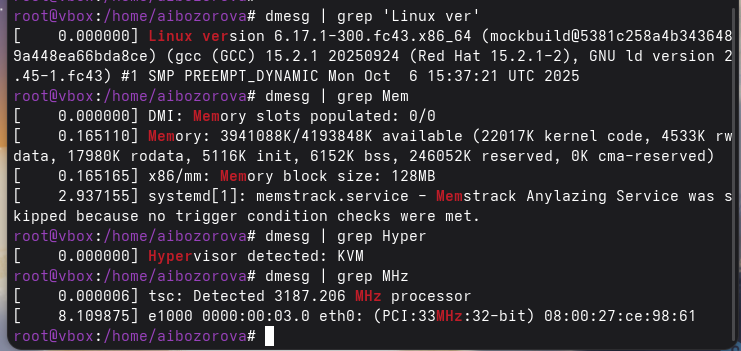 root@vbox:/home/aibozorova# dmesg | grep 'Linux ver'
[    0.000000] Linux version 6.17.1-300.fc43.x86_64 (mockbuild@5381c258a4b343648
9a448ea66bda8ce) (gcc (GCC) 15.2.1 20250924 (Red Hat 15.2.1-2), GNU ld version 2
.45-1.fc43) #1 SMP PREEMPT_DYNAMIC Mon Oct  6 15:37:21 UTC 2025
root@vbox:/home/aibozorova# dmesg | grep Mem
[    0.000000] DMI: Memory slots populated: 0/0
[    0.165110] Memory: 3941088K/4193848K available (22017K kernel code, 4533K rw
data, 17980K rodata, 5116K init, 6152K bss, 246052K reserved, 0K cma-reserved)
[    0.165165] x86/mm: Memory block size: 128MB
[    2.937155] systemd[1]: memstrack.service - Memstrack Anylazing Service was s
kipped because no trigger condition checks were met.
root@vbox:/home/aibozorova# dmesg | grep Hyper
[    0.000000] Hypervisor detected: KVM
root@vbox:/home/aibozorova# dmesg | grep MHz
[    0.000006] tsc: Detected 3187.206 MHz processor
[    8.109875] e1000 0000:00:03.0 eth0: (PCI:33MHz:32-bit) 08:00:27:ce:98:61
root@vbox:/home/aibozorova#